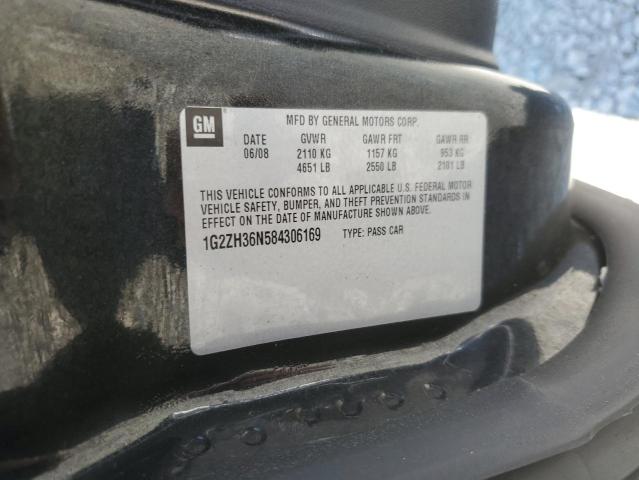 GM
MFD BY GENERAL MOTORS CORP.
DATE GVWR GAWR FRT GAWR RR
06/08 2110 KG 1157 KG 953 KG
4651 LB 2550 LB 2101 LB
THIS VEHICLE CONFORMS TO ALL APPLICABLE U.S. FEDERAL MOTOR
VEHICLE SAFETY, BUMPER, AND THEFT PREVENTION STANDARDS IN
EFFECT ON THE DATE OF MANUFACTURE SHOWN ABOVE.
1G2ZH36N584306169 TYPE: PASS CAR